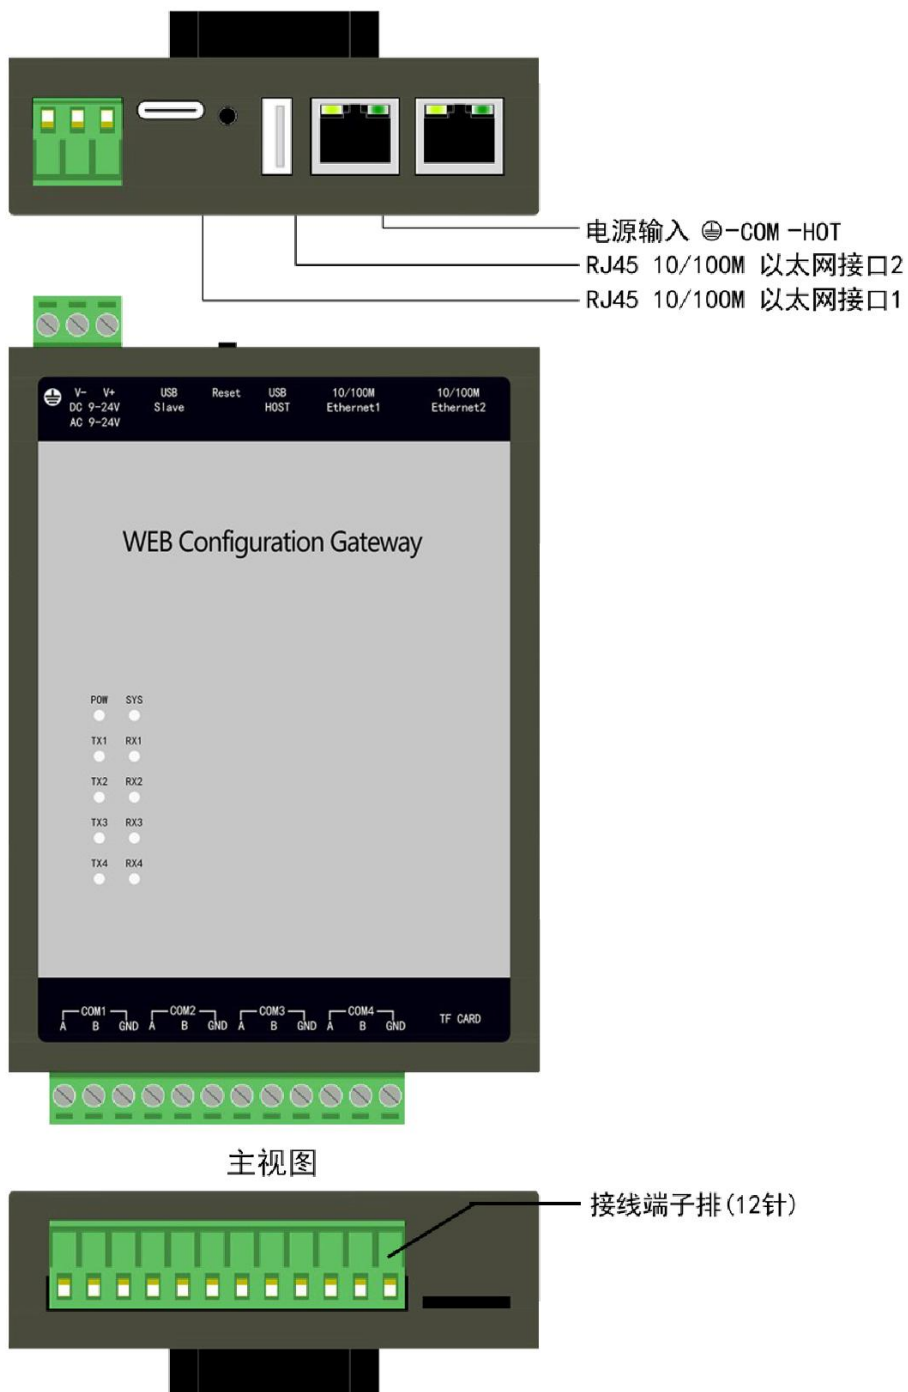 电源输入 ⏚-COM-HOT
RJ45 10/100M 以太网接口2
RJ45 10/100M 以太网接口1
V- V+ USB Reset USB 10/100M 10/100M
DC 9-24V Slave HOST Ethernet1 Ethernet2
AC 9-24V
WEB Configuration Gateway
POW SYS
TX1 RX1
TX2 RX2
TX3 RX3
TX4 RX4
COM1 COM2 COM3 COM4
A B GND A B GND A B GND A B GND TF CARD
主视图
接线端子排(12针)